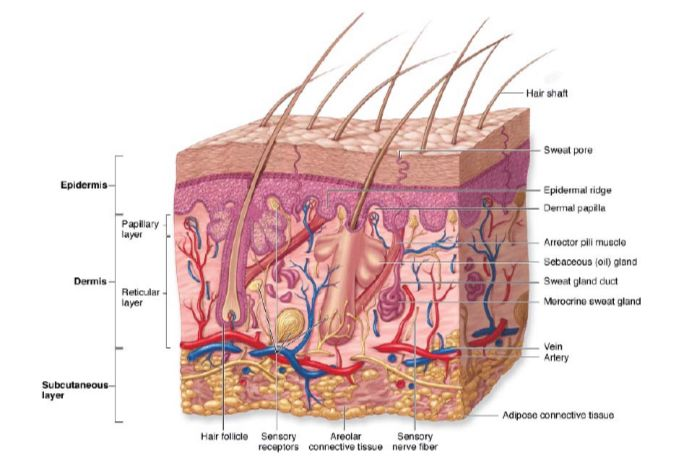 Hair shaft
Sweat pore
Epidermis
Epidermal ridge
Dermal papilla
Papillary
layer
Arrector pili muscle
Sebaceous (oil) gland
Dermis
Sweat gland duct
Reticular
layer
Merocrine sweat gland
Vein
Artery
Subcutaneous
layer
Adipose connective tissue
Hair follicle
Sensory
receptors
Areolar
connective tissue
Sensory
nerve fiber